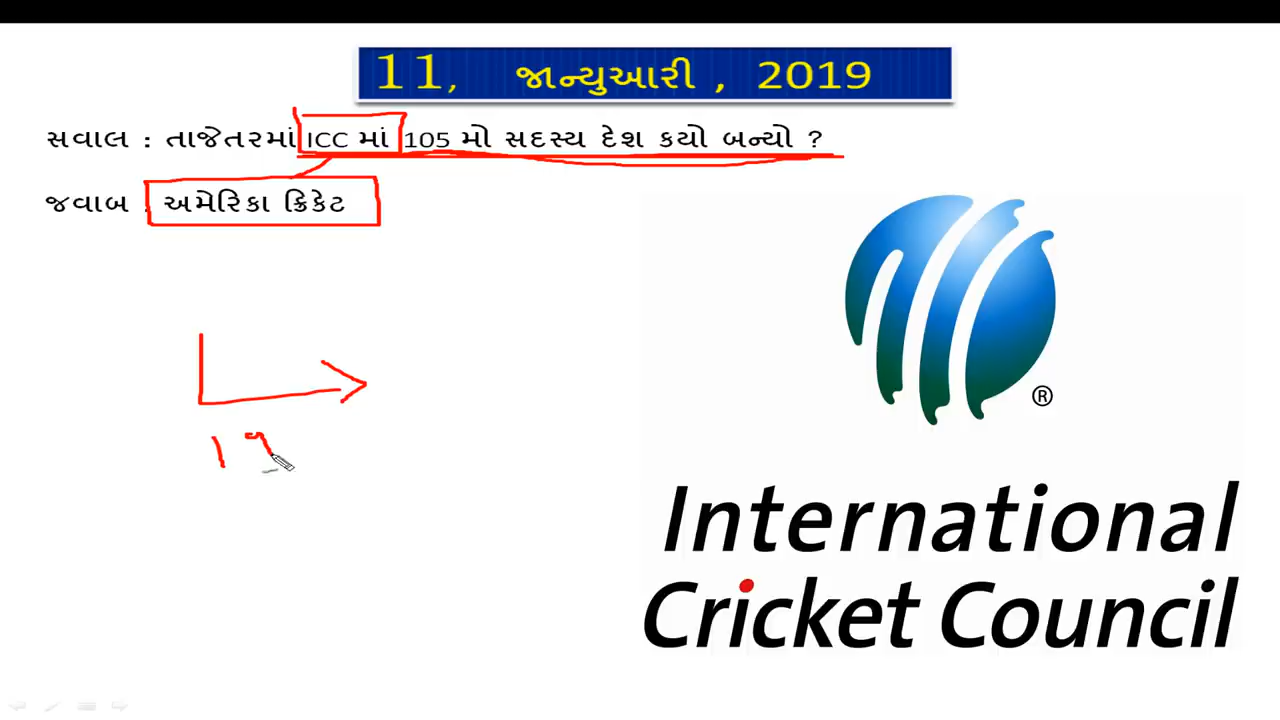 11, જાન્યુઆરી , 2019
સવાલ : તાજેતરમાં ICC માં 105 મો સદસ્ય દેશ કયો બન્યો ?
જવાબ : અમેરિકા ક્રિકેટ
®
International
Cricket Council